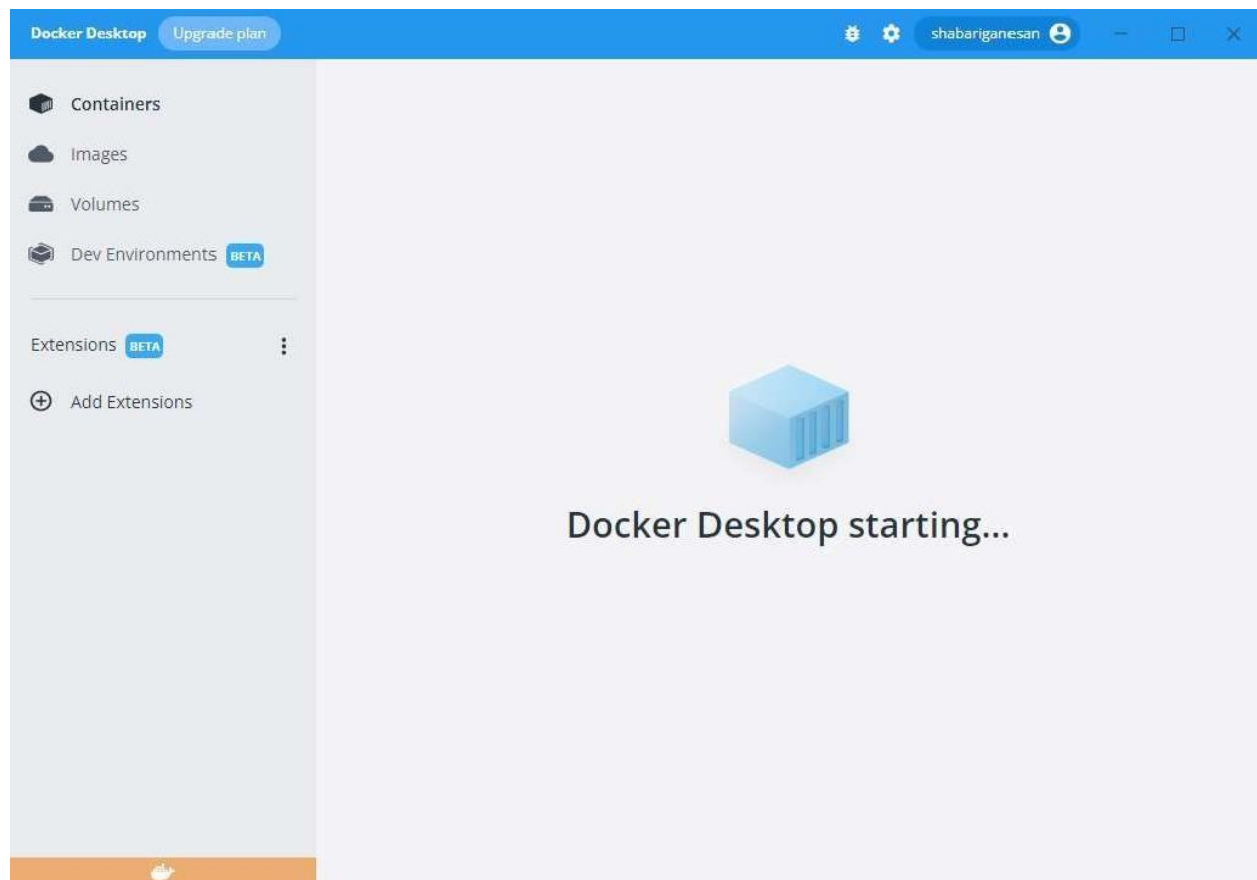 Docker Desktop Upgrade plan shabariganesan
Containers
Images
Volumes
Dev Environments BETA
Extensions BETA
Add Extensions
Docker Desktop starting...